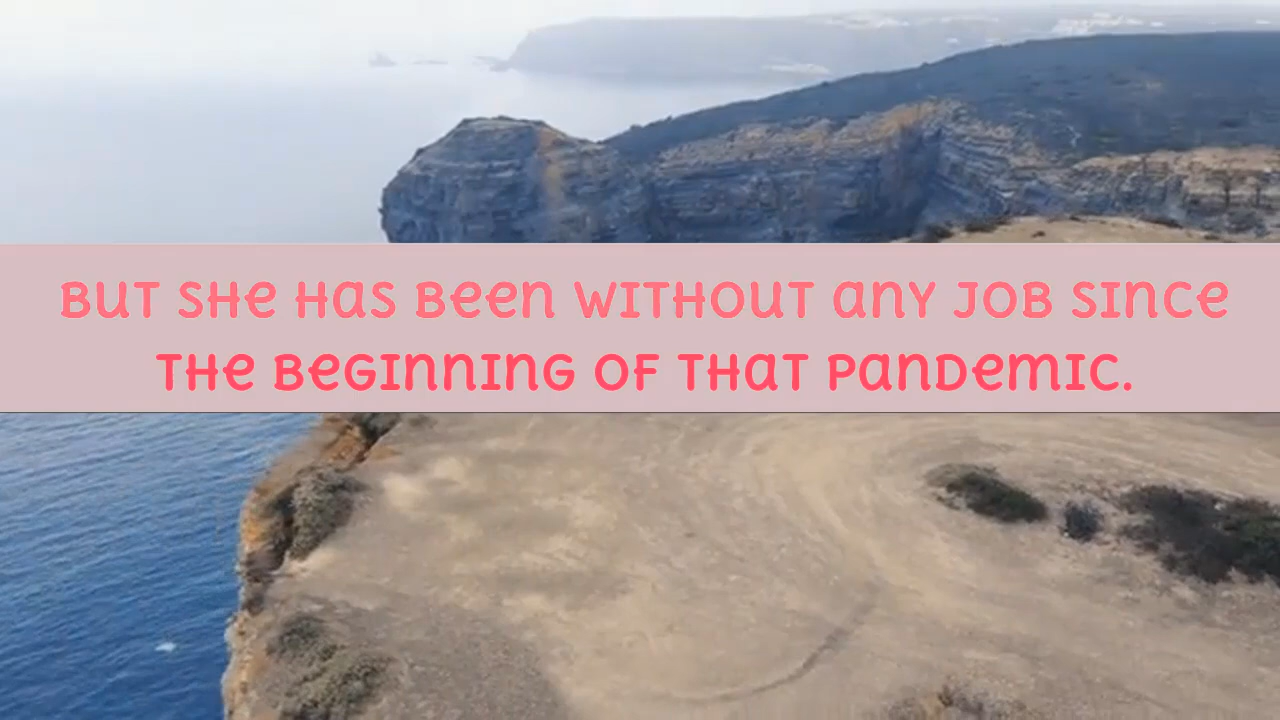 BUT SHE HAS BEEN WITHOUT ANY JOB SINCE
THE BEGINNING OF THAT PANDEMIC.